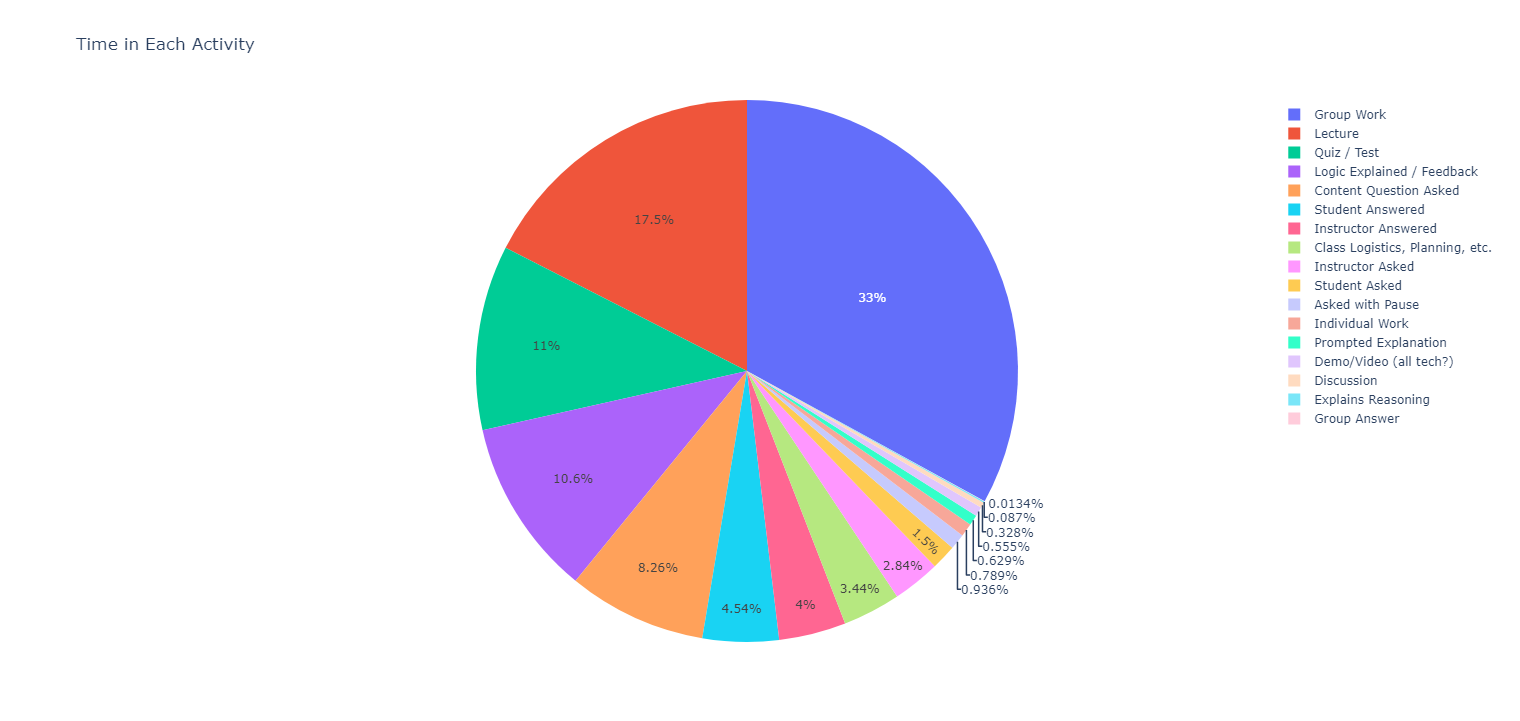 Time in Each Activity
33%
17.5%
11%
10.6%
8.26%
4.54%
4%
3.44%
2.84%
1.5%
0.936%
0.789%
0.629%
0.555%
0.328%
0.087%
0.0134%
Group Work
Lecture
Quiz / Test
Logic Explained / Feedback
Content Question Asked
Student Answered
Instructor Answered
Class Logistics, Planning, etc.
Instructor Asked
Student Asked
Asked with Pause
Individual Work
Prompted Explanation
Demo/Video (all tech?)
Discussion
Explains Reasoning
Group Answer